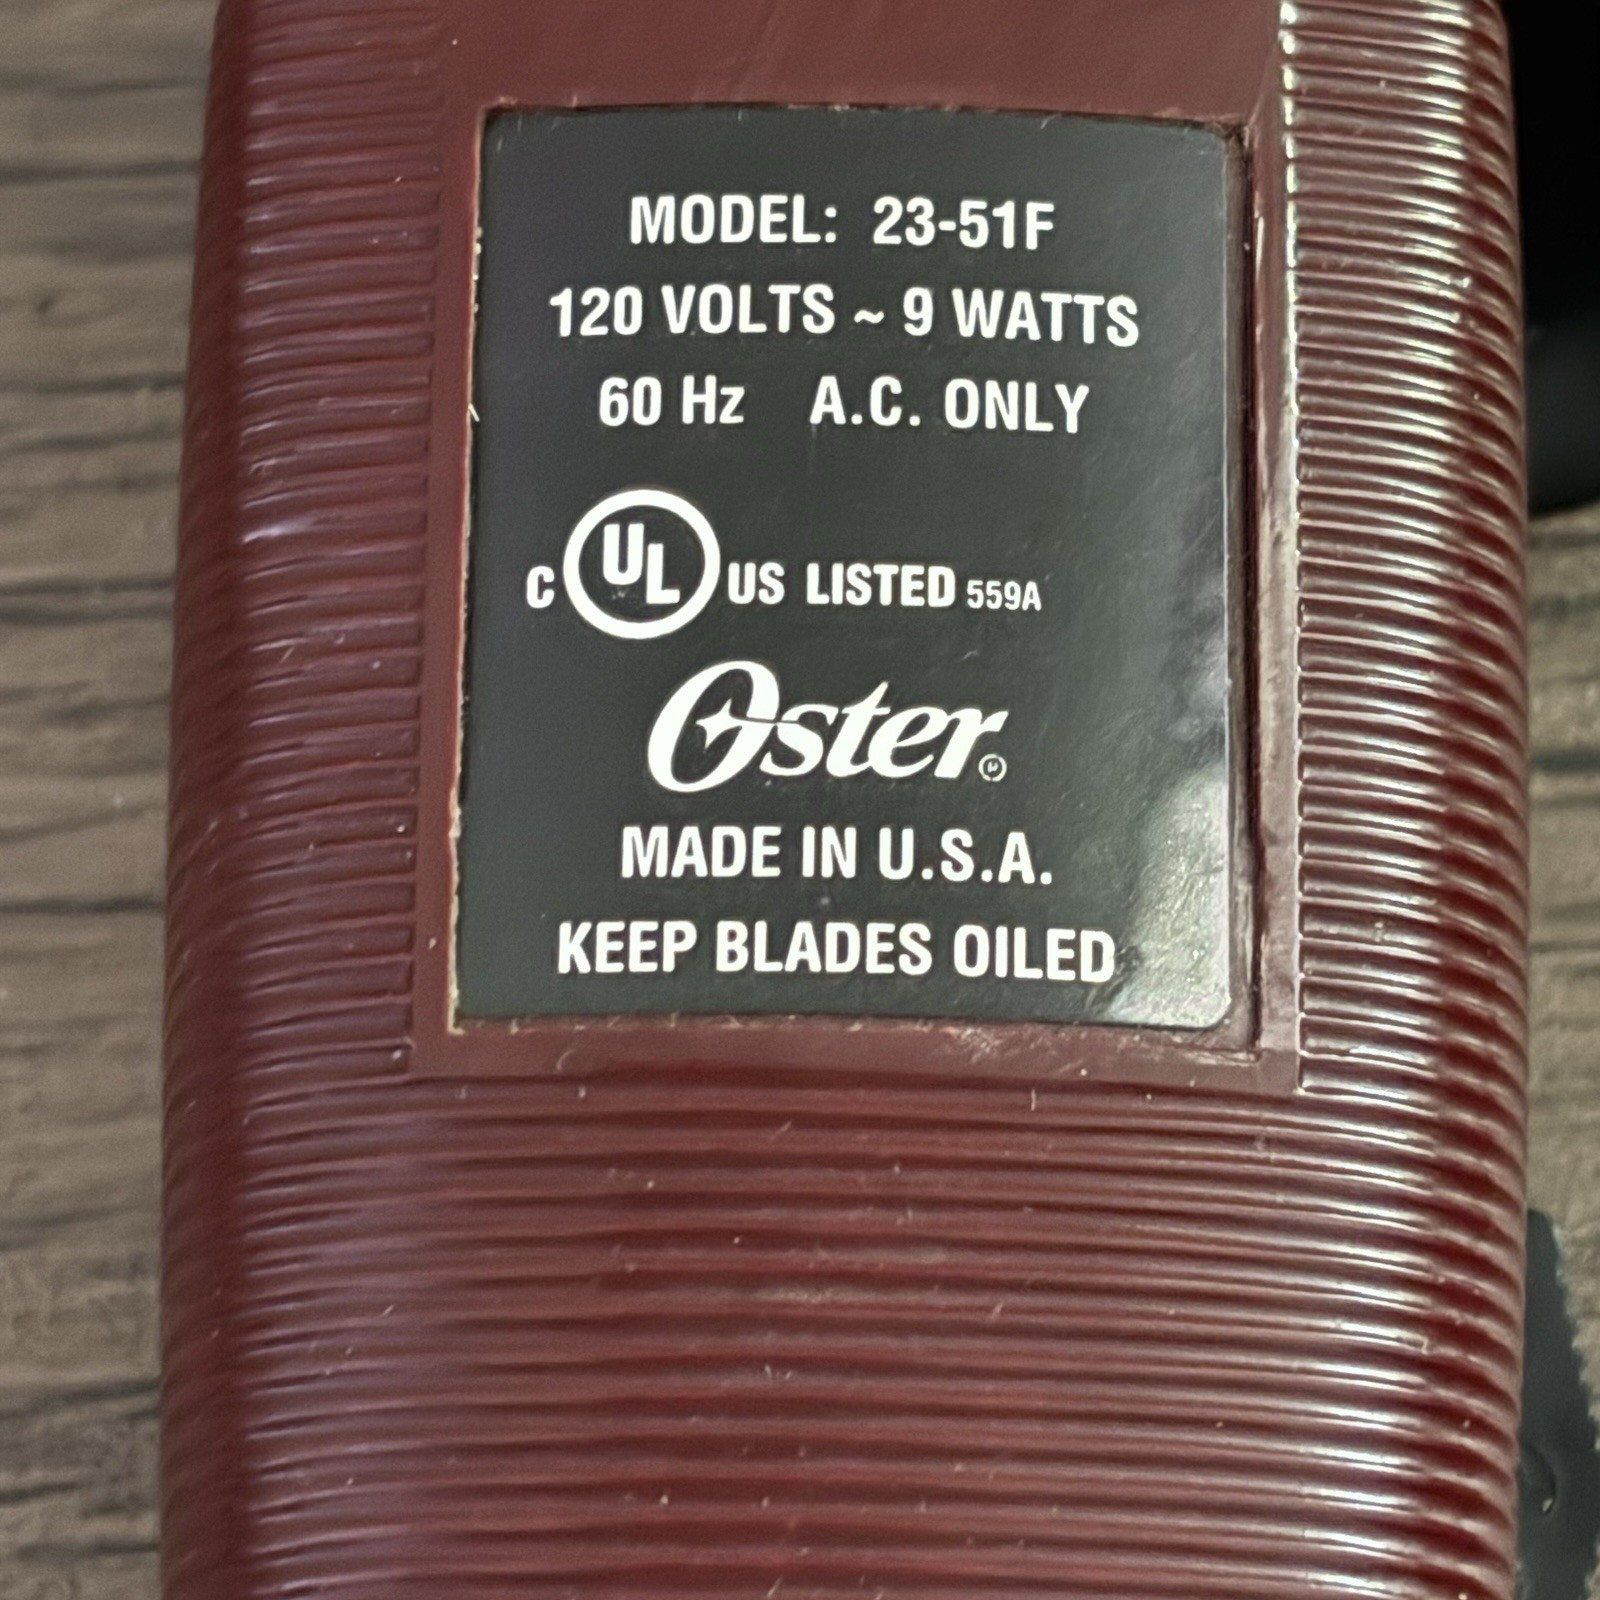 MODEL: 23-51F
120 VOLTS ~ 9 WATTS
60 Hz A.C. ONLY
C UL US LISTED 559A
Oster®
MADE IN U.S.A.
KEEP BLADES OILED